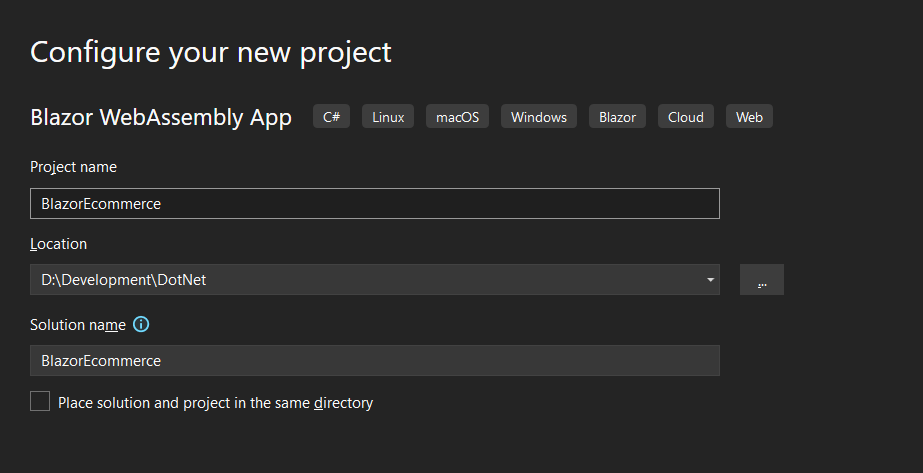 Configure your new project
Blazor WebAssembly App C# Linux macOS Windows Blazor Cloud Web
Project name
BlazorEcommerce
Location
D:\Development\DotNet
...
Solution name
BlazorEcommerce
Place solution and project in the same directory